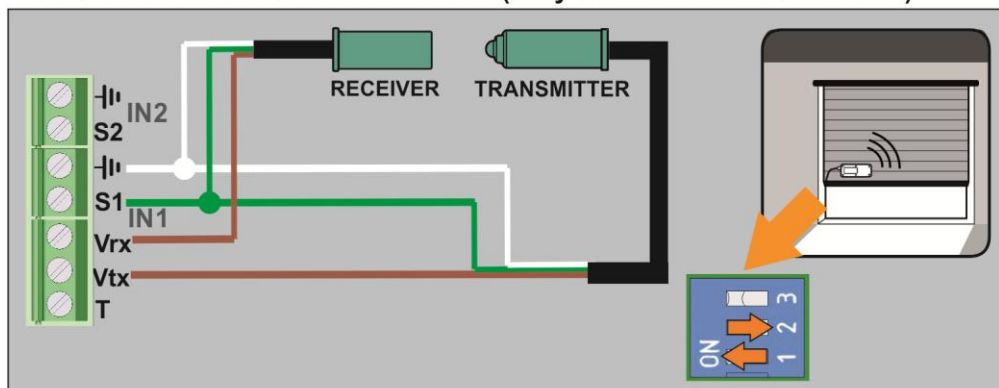 RECEIVER TRANSMITTER
IN2
S2
S1
IN1
Vrx
Vtx
T
ON
1 2 3